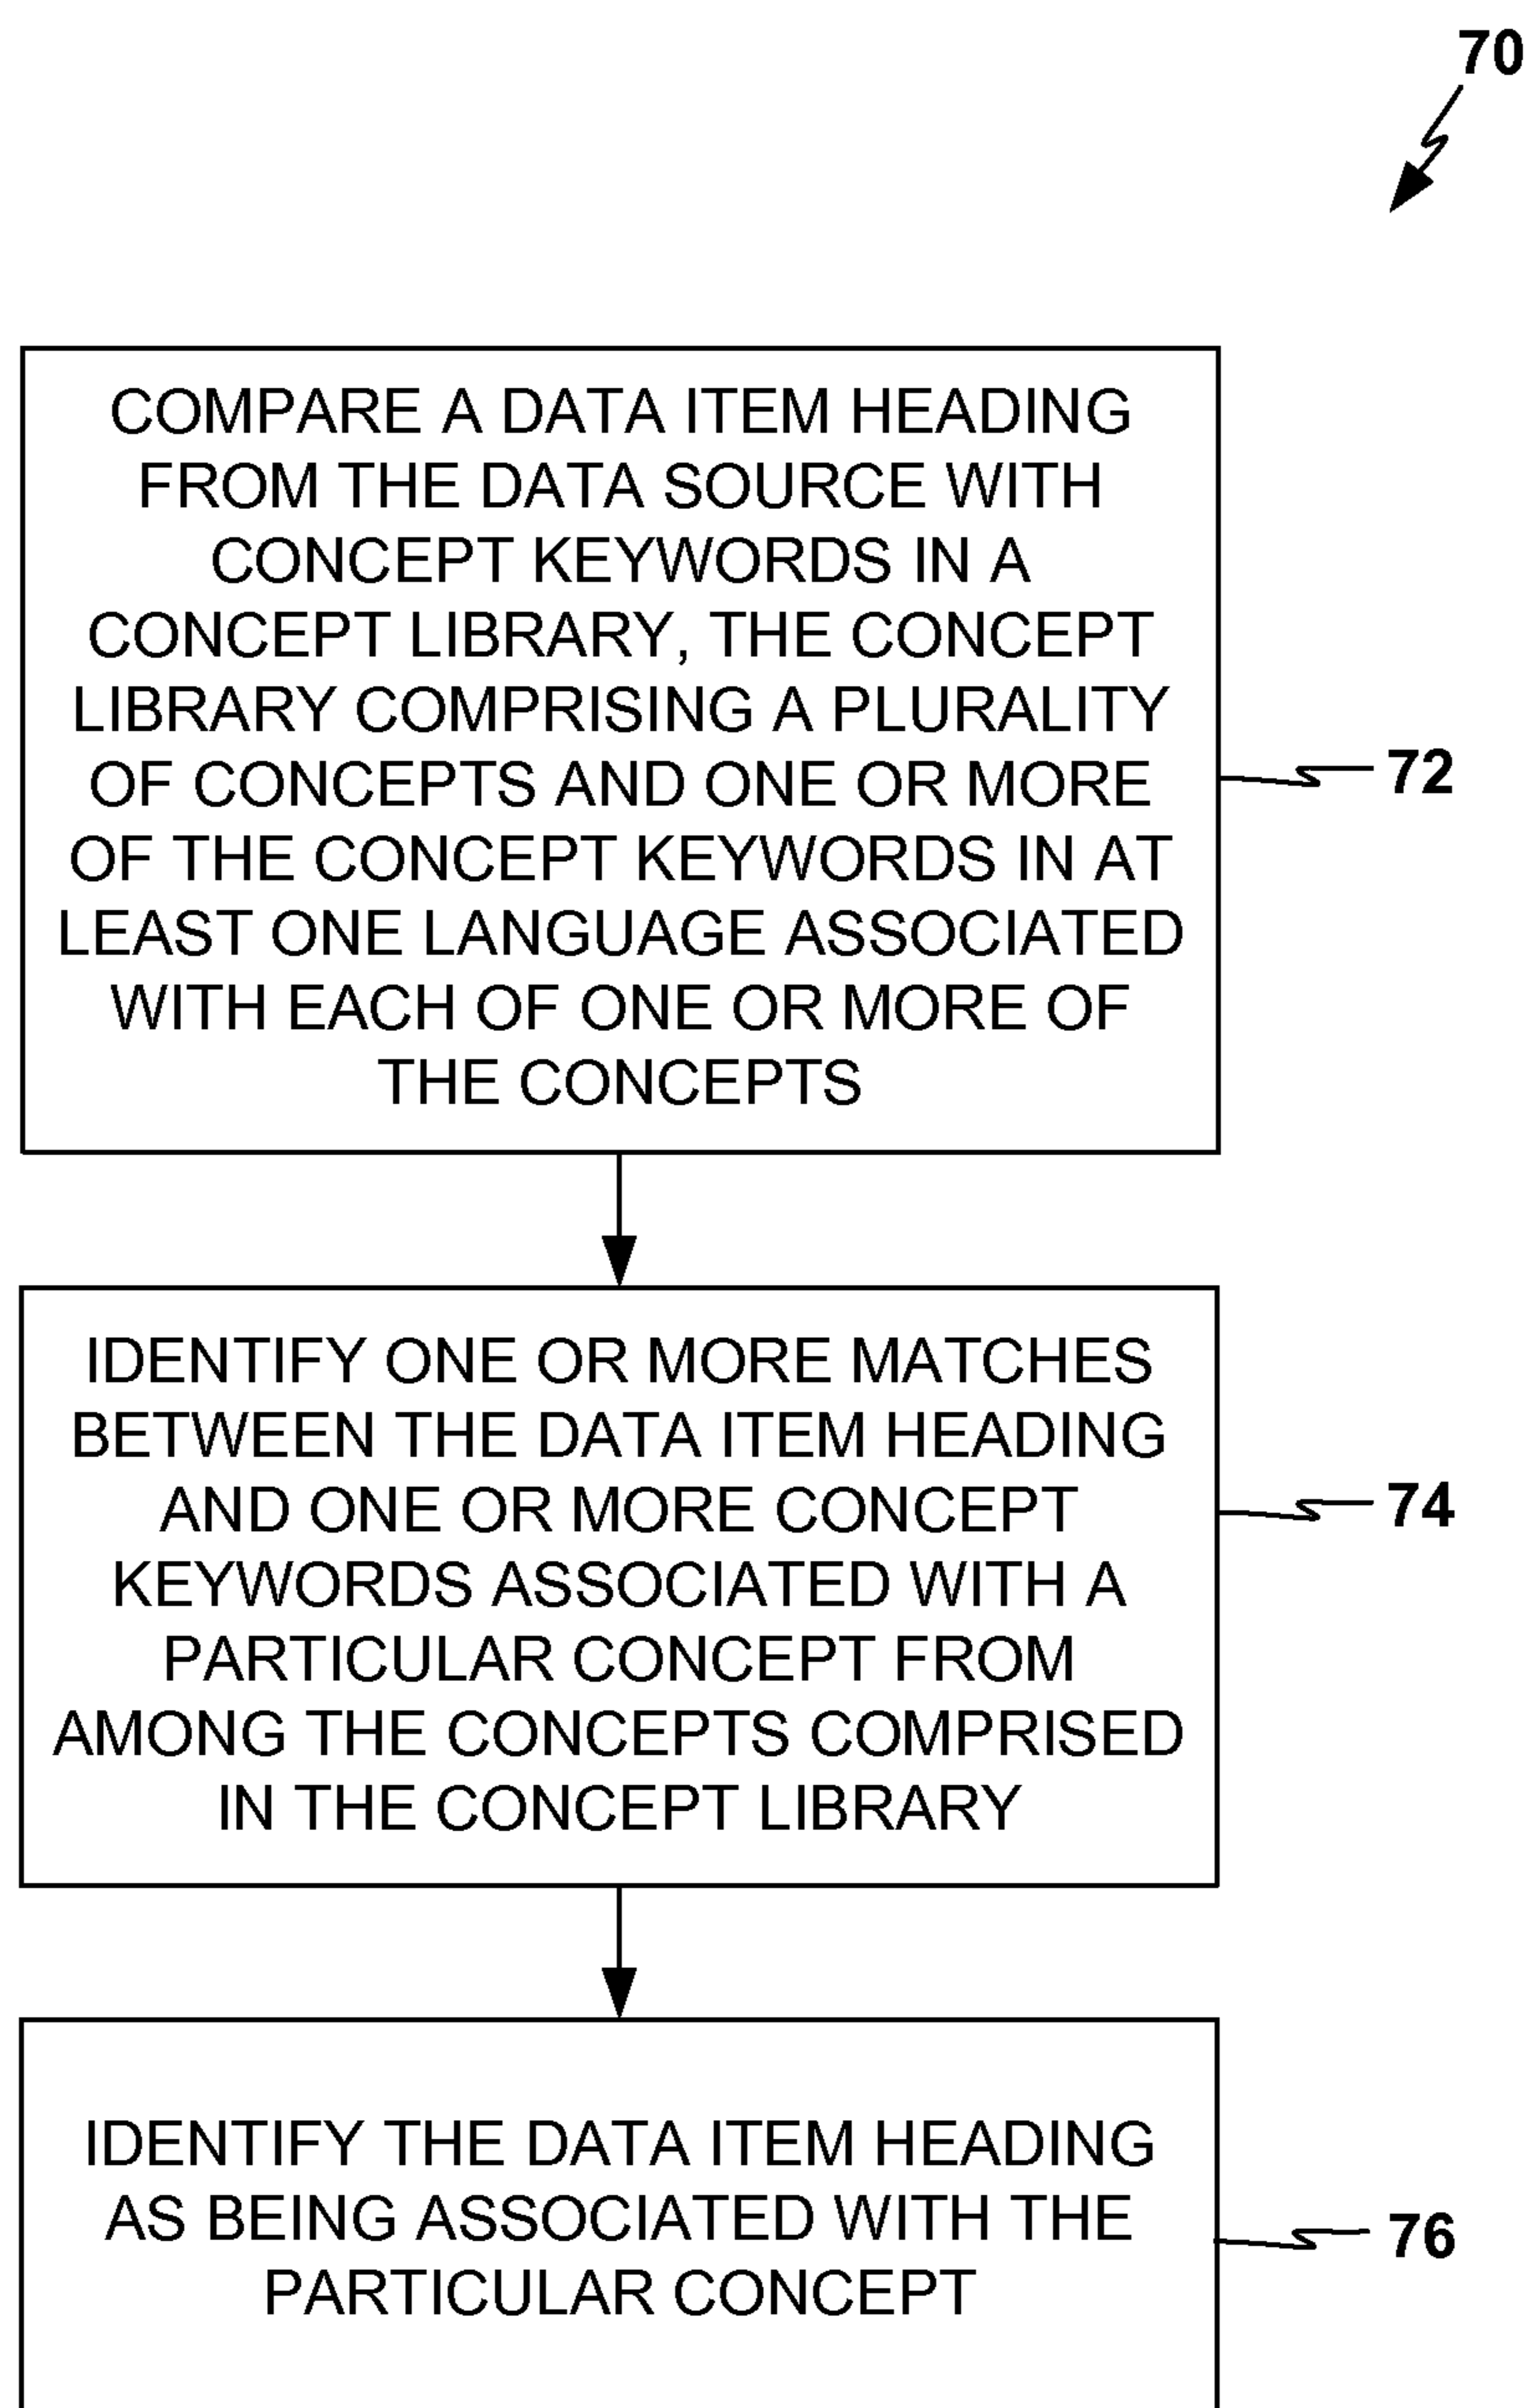 70
COMPARE A DATA ITEM HEADING
FROM THE DATA SOURCE WITH
CONCEPT KEYWORDS IN A
CONCEPT LIBRARY, THE CONCEPT
LIBRARY COMPRISING A PLURALITY
OF CONCEPTS AND ONE OR MORE
OF THE CONCEPT KEYWORDS IN AT
LEAST ONE LANGUAGE ASSOCIATED
WITH EACH OF ONE OR MORE OF
THE CONCEPTS
72
IDENTIFY ONE OR MORE MATCHES
BETWEEN THE DATA ITEM HEADING
AND ONE OR MORE CONCEPT
KEYWORDS ASSOCIATED WITH A
PARTICULAR CONCEPT FROM
AMONG THE CONCEPTS COMPRISED
IN THE CONCEPT LIBRARY
74
IDENTIFY THE DATA ITEM HEADING
AS BEING ASSOCIATED WITH THE
PARTICULAR CONCEPT
76